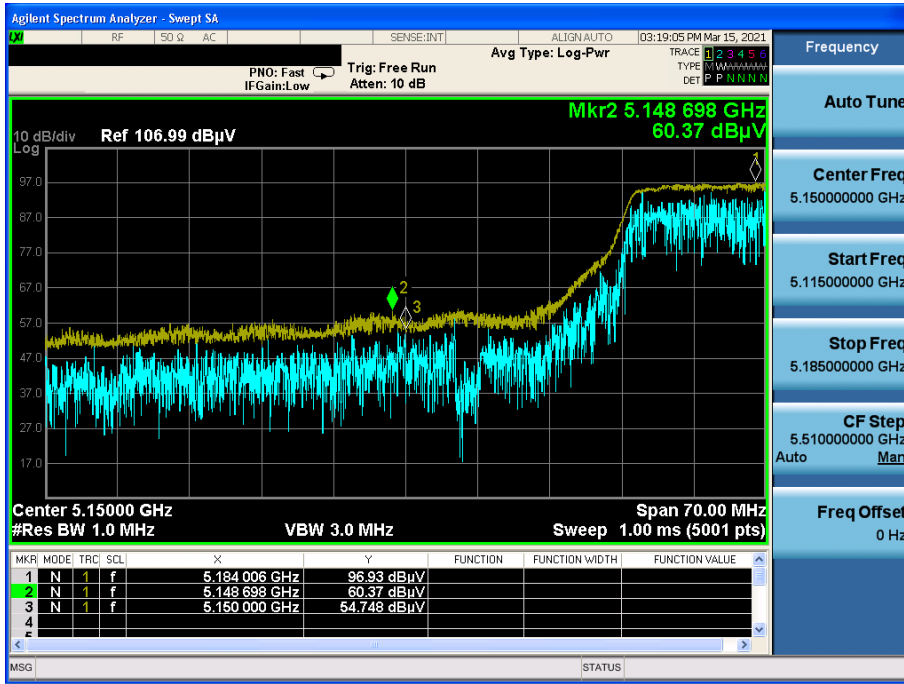 Agilent Spectrum Analyzer - Swept SA
LXI RF 50 Ω AC SENSE:INT ALIGN AUTO 03:19:05 PM Mar 15, 2021
Frequency
Avg Type: Log-Pwr
TRACE 1 2 3 4 5 6
PNO: Fast Trig: Free Run
TYPE M WWWWW
IFGain:Low Atten: 10 dB
DET P P N N N N
Auto Tune
Mkr2 5.148 698 GHz
10 dB/div Ref 106.99 dBµV 60.37 dBµV
Log
1
97.0
Center Freq
5.150000000 GHz
87.0
77.0
Start Freq
5.115000000 GHz
67.0
2
3
57.0
Stop Freq
5.185000000 GHz
47.0
37.0
27.0
CF Step
5.510000000 GHz
Auto Man
17.0
Center 5.15000 GHz Span 70.00 MHz
#Res BW 1.0 MHz VBW 3.0 MHz Sweep 1.00 ms (5001 pts)
Freq Offset
0 Hz
MKR MODE TRC SCL X Y FUNCTION FUNCTION WIDTH FUNCTION VALUE
1 N 1 f 5.184 006 GHz 96.93 dBµV
2 N 1 f 5.148 698 GHz 60.37 dBµV
3 N 1 f 5.150 000 GHz 54.748 dBµV
4
5
MSG STATUS